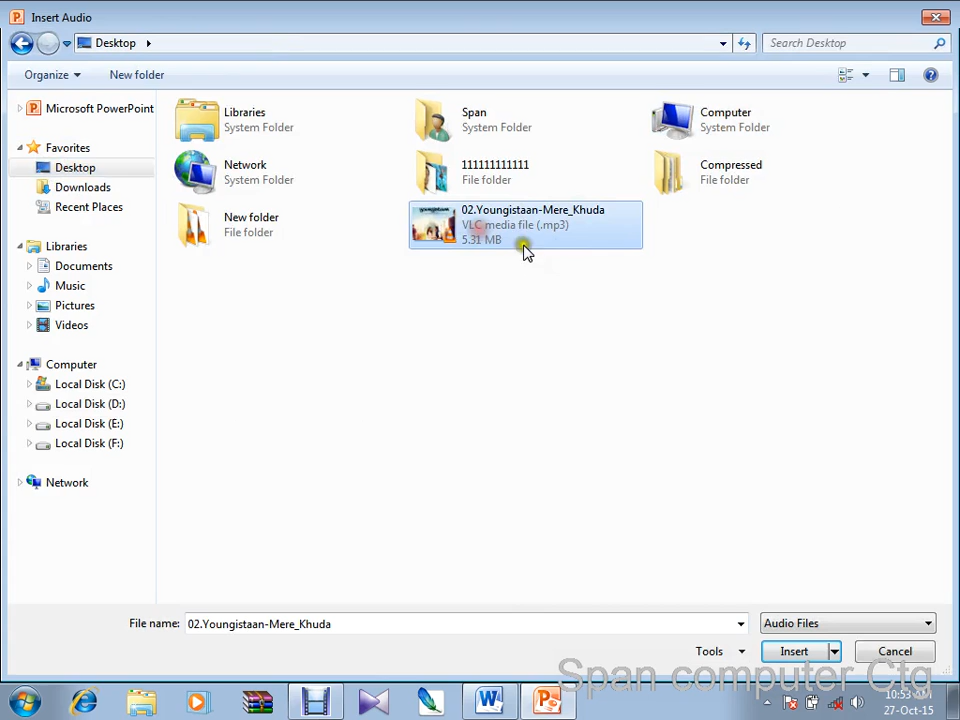 Insert Audio
Desktop
Search Desktop
Organize
New folder
Microsoft PowerPoint
Favorites
Desktop
Downloads
Recent Places
Libraries
Documents
Music
Pictures
Videos
Computer
Local Disk (C:)
Local Disk (D:)
Local Disk (E:)
Local Disk (F:)
Network
Libraries
System Folder
Span
System Folder
Computer
System Folder
Network
System Folder
111111111111
File folder
Compressed
File folder
New folder
File folder
02.Youngistaan-Mere_Khuda
VLC media file (.mp3)
5.31 MB
File name: 02.Youngistaan-Mere_Khuda
Audio Files
Tools
Insert
Cancel
Span computer Ctg
10:53 AM
27-Oct-15